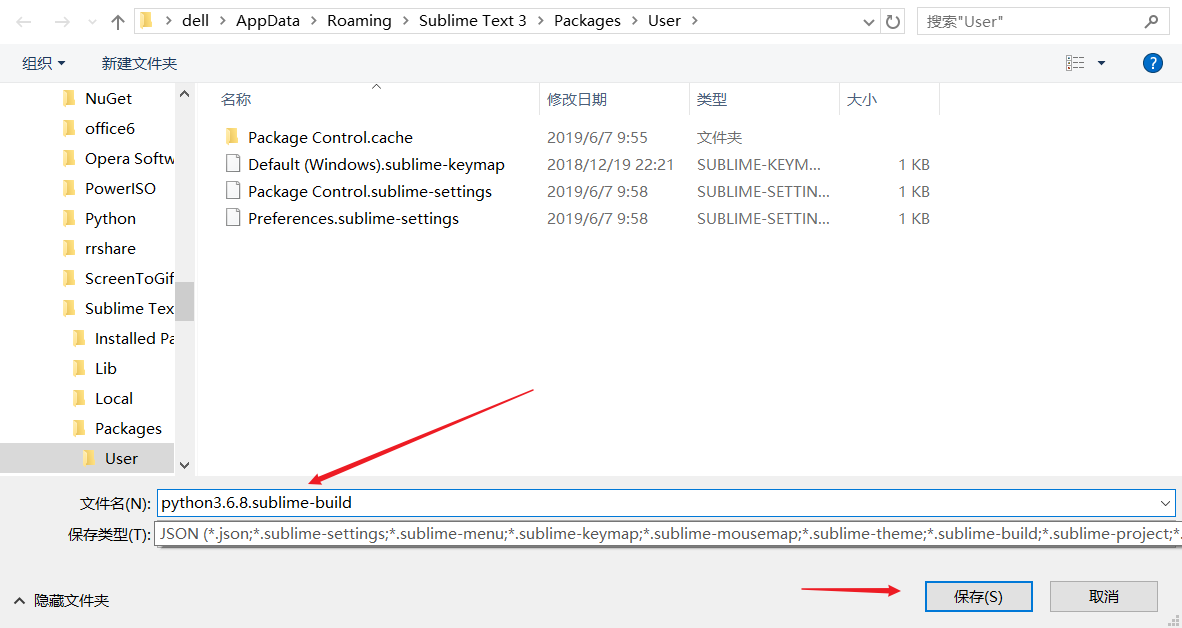 dell > AppData > Roaming > Sublime Text 3 > Packages > User >
搜索"User"
组织 新建文件夹
?
名称 修改日期 类型 大小
NuGet
office6
Opera Softw
PowerISO
Python
rrshare
ScreenToGif
Sublime Tex
Installed Pa
Lib
Local
Packages
User
Package Control.cache 2019/6/7 9:55 文件夹
Default (Windows).sublime-keymap 2018/12/19 22:21 SUBLIME-KEYM... 1 KB
Package Control.sublime-settings 2019/6/7 9:58 SUBLIME-SETTIN... 1 KB
Preferences.sublime-settings 2019/6/7 9:58 SUBLIME-SETTIN... 1 KB
文件名(N): python3.6.8.sublime-build
保存类型(T): JSON (*.json;*.sublime-settings;*.sublime-menu;*.sublime-keymap;*.sublime-mousemap;*.sublime-theme;*.sublime-build;*.sublime-project;*.
隐藏文件夹
保存(S) 取消